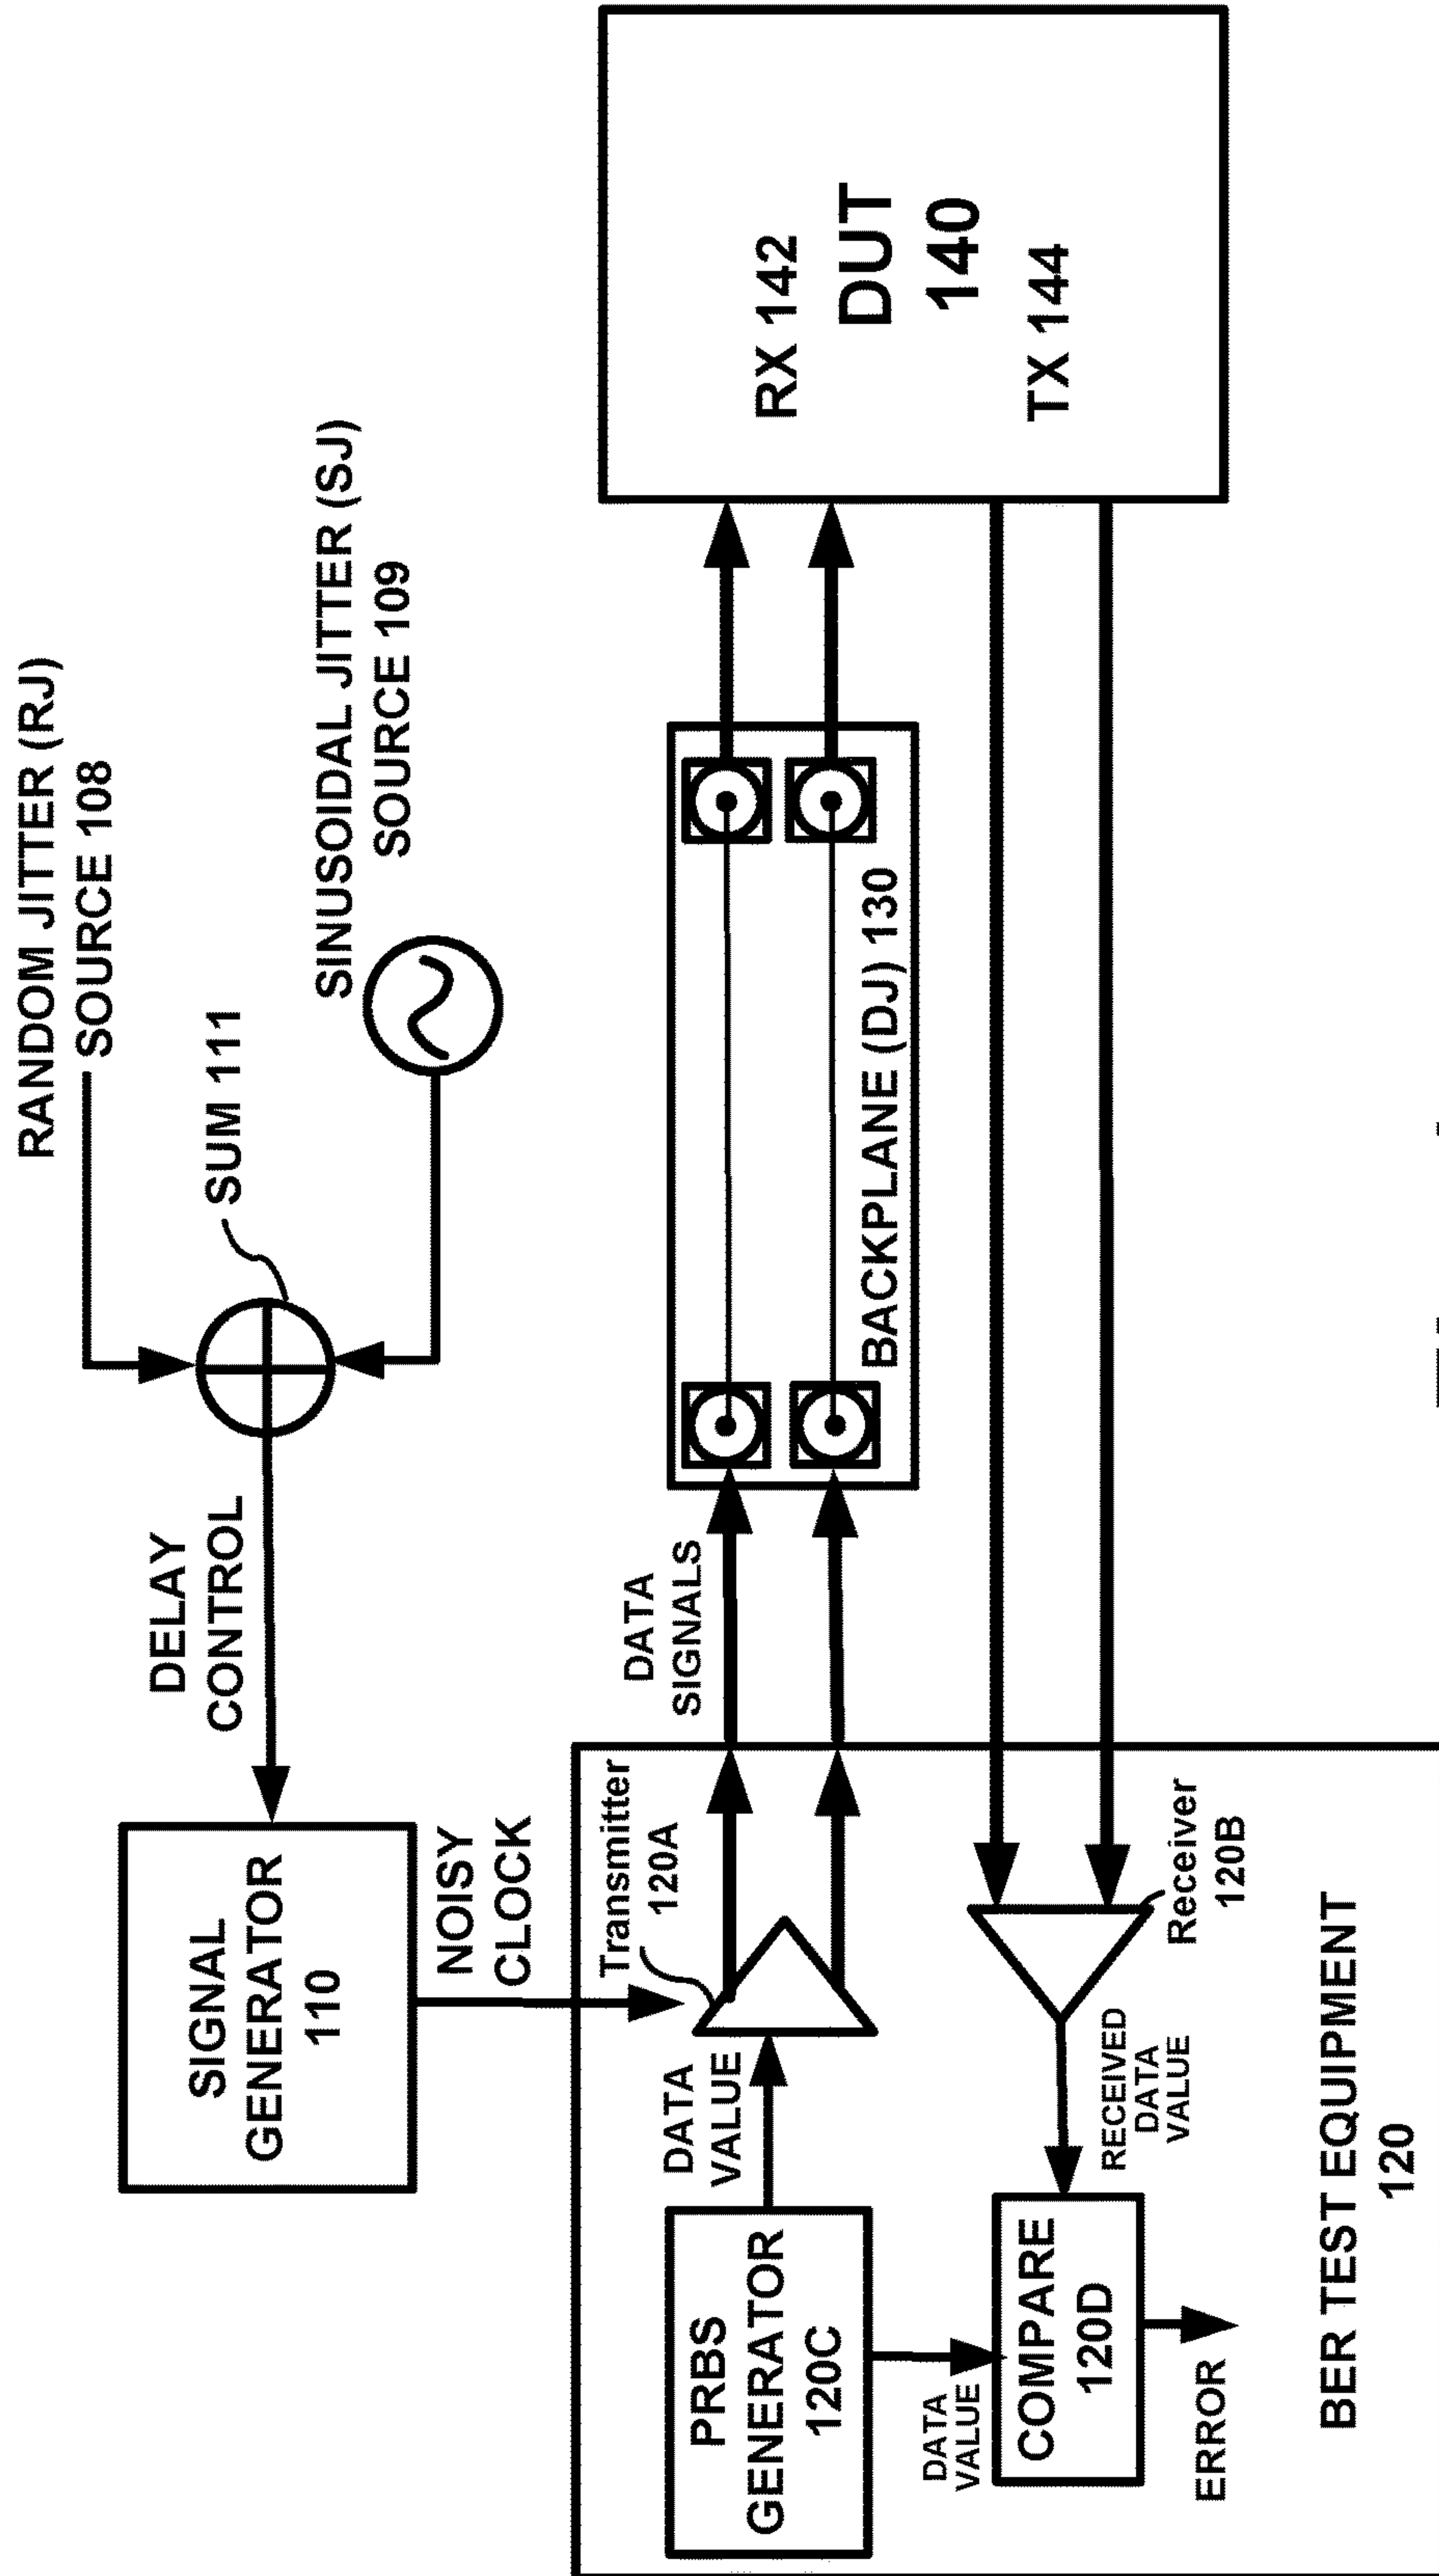 RANDOM JITTER (RJ)
SOURCE 108
SUM 111
SINUSOIDAL JITTER (SJ)
SOURCE 109
DELAY
CONTROL
SIGNAL
GENERATOR
110
NOISY
CLOCK
Transmitter
120A
DATA
SIGNALS
BACKPLANE (DJ) 130
RX 142
DUT
140
TX 144
PRBS
GENERATOR
120C
DATA
VALUE
DATA
VALUE
COMPARE
120D
RECEIVED
DATA
VALUE
Receiver
120B
ERROR
BER TEST EQUIPMENT
120